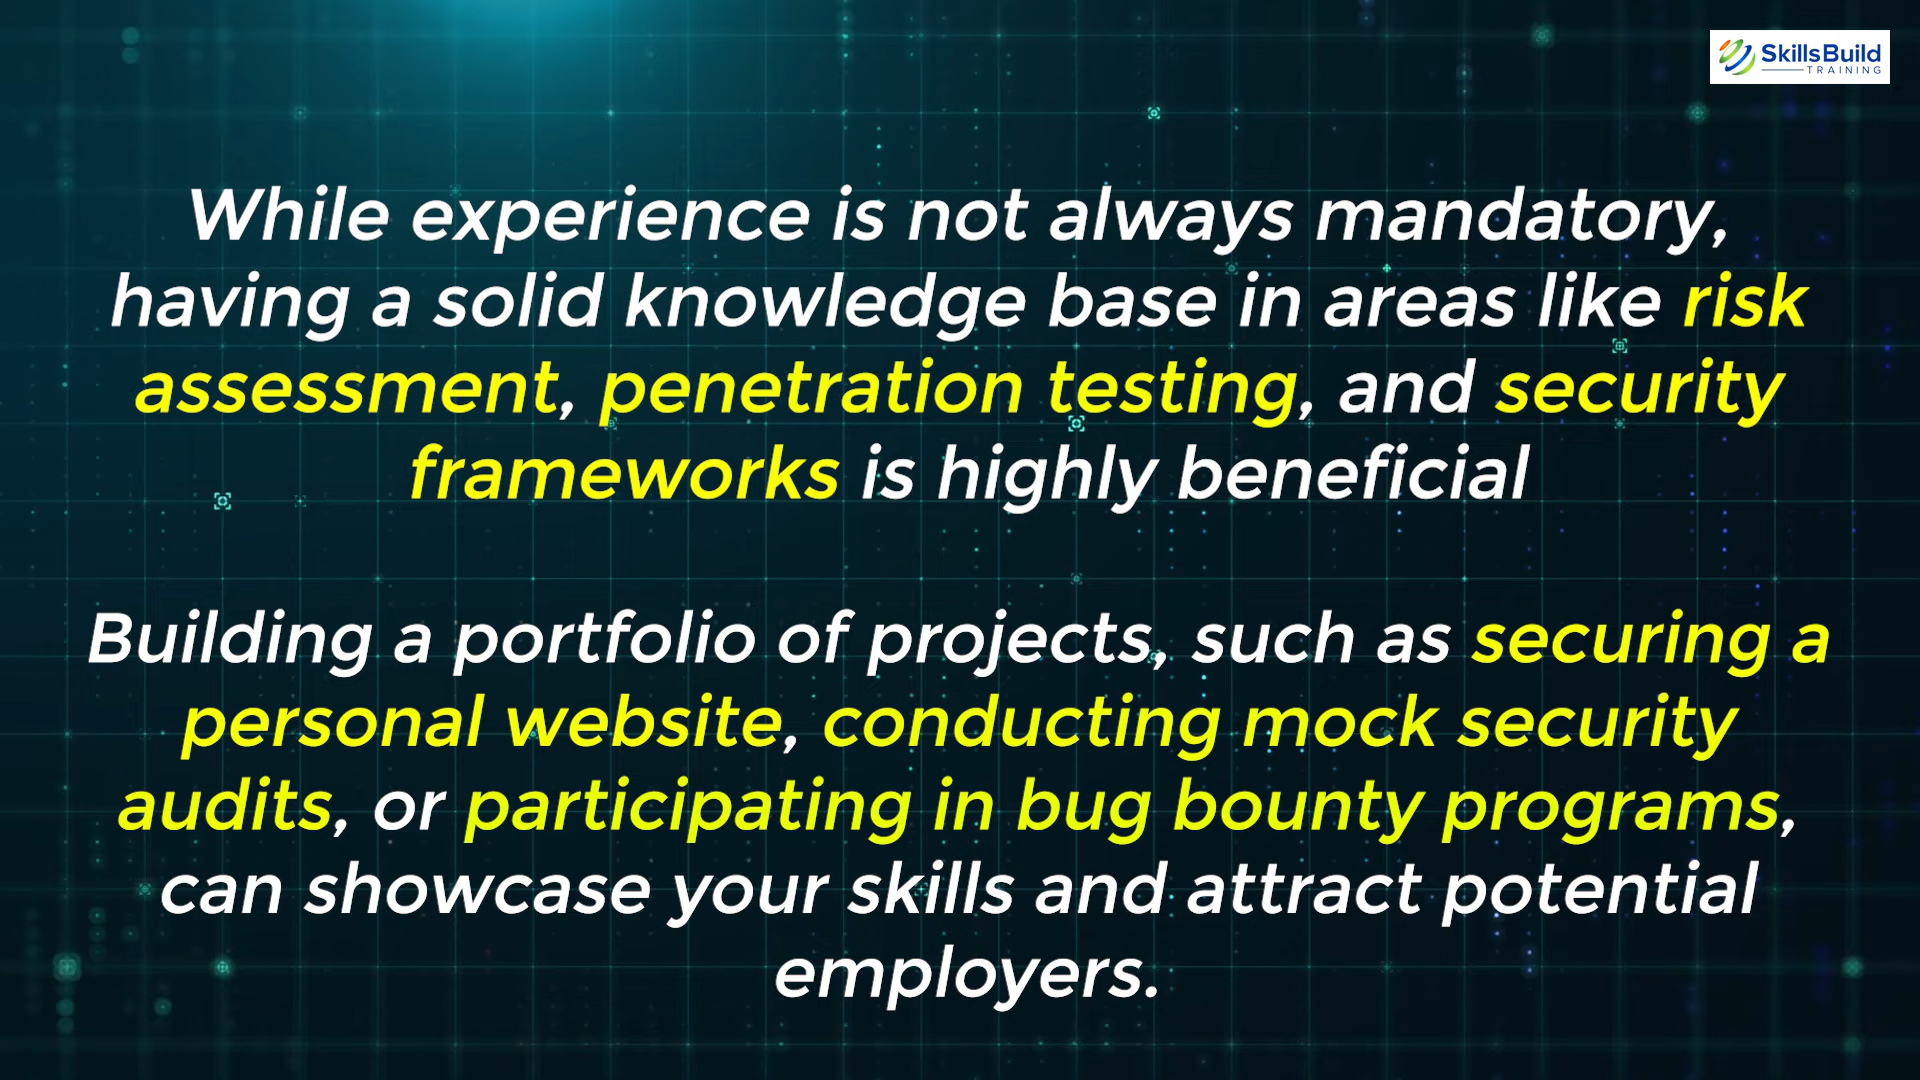 SkillsBuild
TRAINING
While experience is not always mandatory,
having a solid knowledge base in areas like risk
assessment, penetration testing, and security
frameworks is highly beneficial
Building a portfolio of projects, such as securing a
personal website, conducting mock security
audits, or participating in bug bounty programs,
can showcase your skills and attract potential
employers.